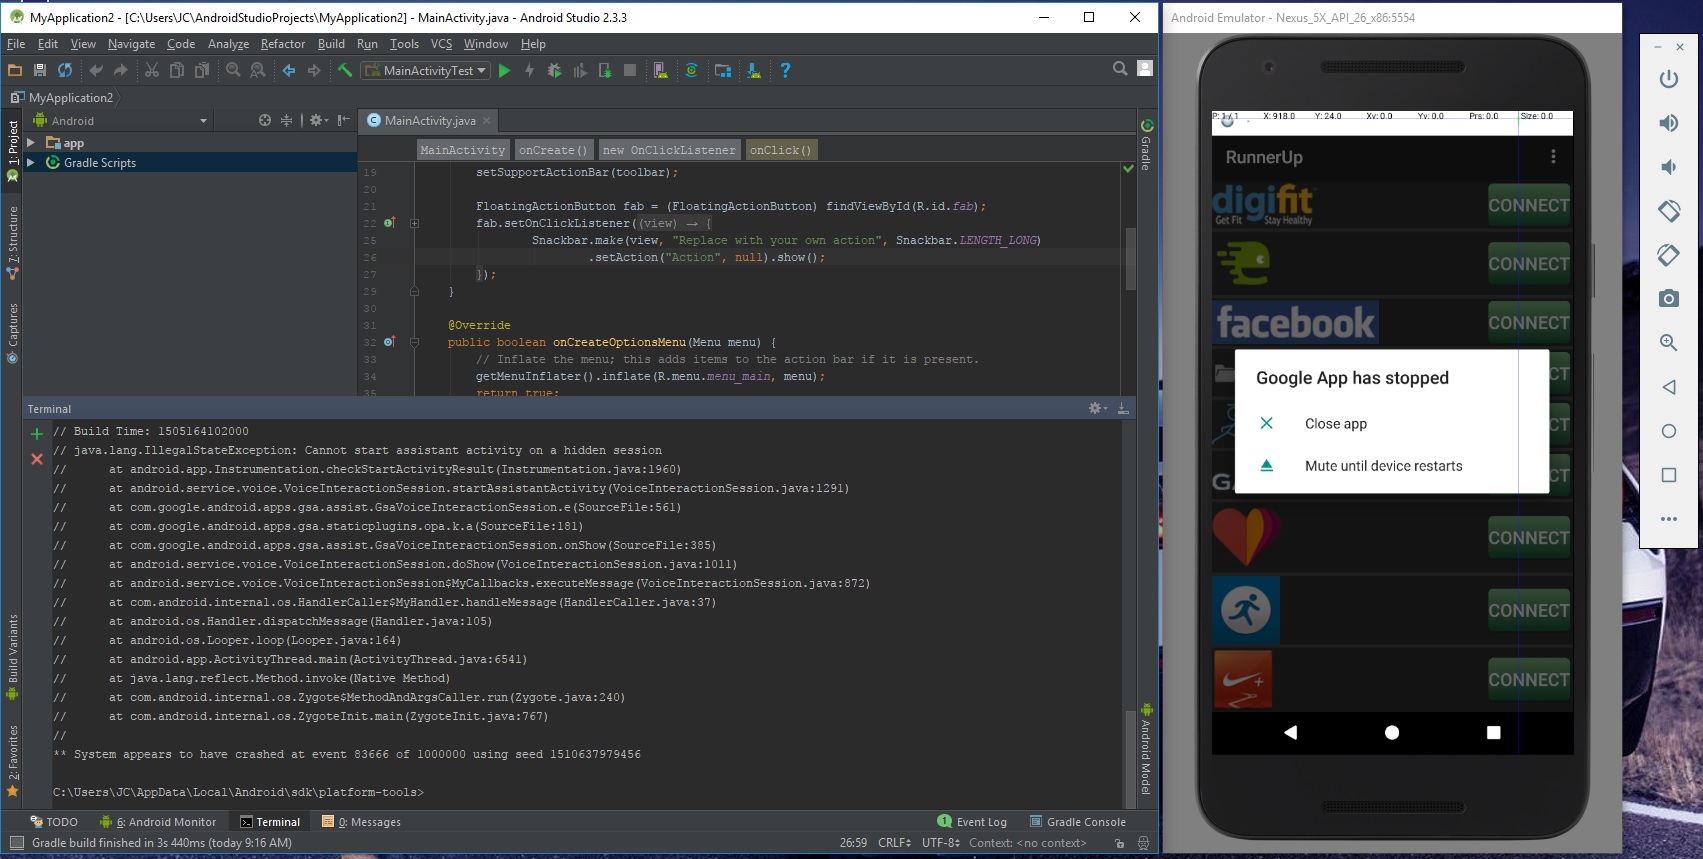 MyApplication2 - [C:\Users\JC\AndroidStudioProjects\MyApplication2] - MainActivity.java - Android Studio 2.3.3
File Edit View Navigate Code Analyze Refactor Build Run Tools VCS Window Help
MainActivityTest
MyApplication2
Android
app
Gradle Scripts
1: Project
7: Structure
Captures
Build Variants
2: Favorites
MainActivity.java
MainActivity onCreate() new OnClickListener onClick()
19 setSupportActionBar(toolbar);
20
21 FloatingActionButton fab = (FloatingActionButton) findViewById(R.id.fab);
22 fab.setOnClickListener((view) → {
25 Snackbar.make(view, "Replace with your own action", Snackbar.LENGTH_LONG)
26 .setAction("Action", null).show();
27 });
29 }
30
31 @Override
32 public boolean onCreateOptionsMenu(Menu menu) {
33 // Inflate the menu; this adds items to the action bar if it is present.
34 getMenuInflater().inflate(R.menu.menu_main, menu);
35 return true;
Gradle
Android Model
Terminal
// Build Time: 1505164102000
// java.lang.IllegalStateException: Cannot start assistant activity on a hidden session
// at android.app.Instrumentation.checkStartActivityResult(Instrumentation.java:1960)
// at android.service.voice.VoiceInteractionSession.startAssistantActivity(VoiceInteractionSession.java:1291)
// at com.google.android.apps.gsa.assist.GsaVoiceInteractionSession.e(SourceFile:561)
// at com.google.android.apps.gsa.staticplugins.opa.k.a(SourceFile:181)
// at com.google.android.apps.gsa.assist.GsaVoiceInteractionSession.onShow(SourceFile:385)
// at android.service.voice.VoiceInteractionSession.doShow(VoiceInteractionSession.java:1011)
// at android.service.voice.VoiceInteractionSession$MyCallbacks.executeMessage(VoiceInteractionSession.java:872)
// at com.android.internal.os.HandlerCaller$MyHandler.handleMessage(HandlerCaller.java:37)
// at android.os.Handler.dispatchMessage(Handler.java:105)
// at android.os.Looper.loop(Looper.java:164)
// at android.app.ActivityThread.main(ActivityThread.java:6541)
// at java.lang.reflect.Method.invoke(Native Method)
// at com.android.internal.os.Zygote$MethodAndArgsCaller.run(Zygote.java:240)
// at com.android.internal.os.ZygoteInit.main(ZygoteInit.java:767)
//
** System appears to have crashed at event 83666 of 1000000 using seed 1510637979456
C:\Users\JC\AppData\Local\Android\sdk\platform-tools>
TODO 6: Android Monitor Terminal 0: Messages 1 Event Log Gradle Console
Gradle build finished in 3s 440ms (today 9:16 AM) 26:59 CRLF UTF-8 Context: <no context>
Android Emulator - Nexus_5X_API_26_x86:5554
P: 1 / 1 X: 918.0 Y: 24.0 Xv: 0.0 Yv: 0.0 Prs: 0.0 Size: 0.0
RunnerUp
digifit
Get Fit Stay Healthy
CONNECT
CONNECT
facebook CONNECT
Google App has stopped
Close app
Mute until device restarts
CT
CT
CT
GA
CONNECT
CONNECT
CONNECT